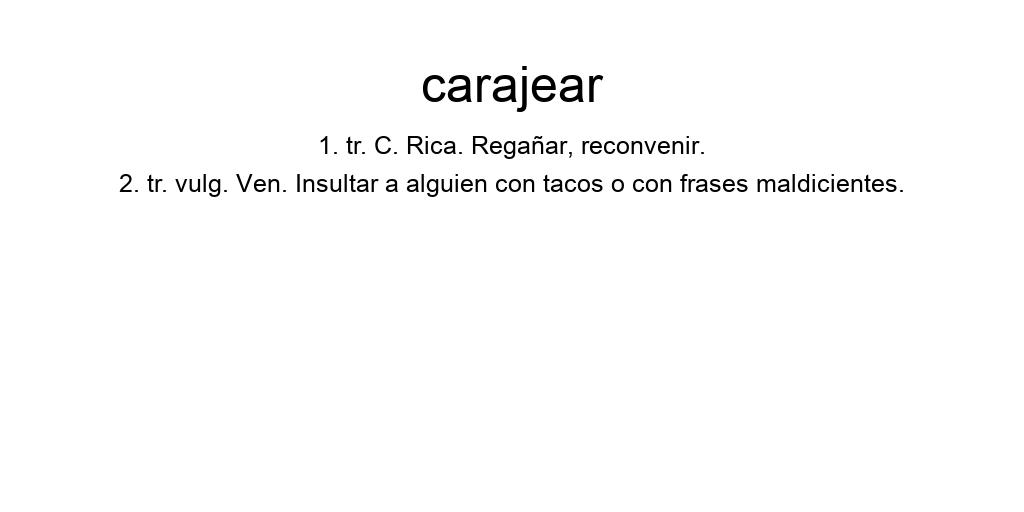 carajear
1. tr. C. Rica. Regañar, reconvenir.
2. tr. vulg. Ven. Insultar a alguien con tacos o con frases maldicientes.